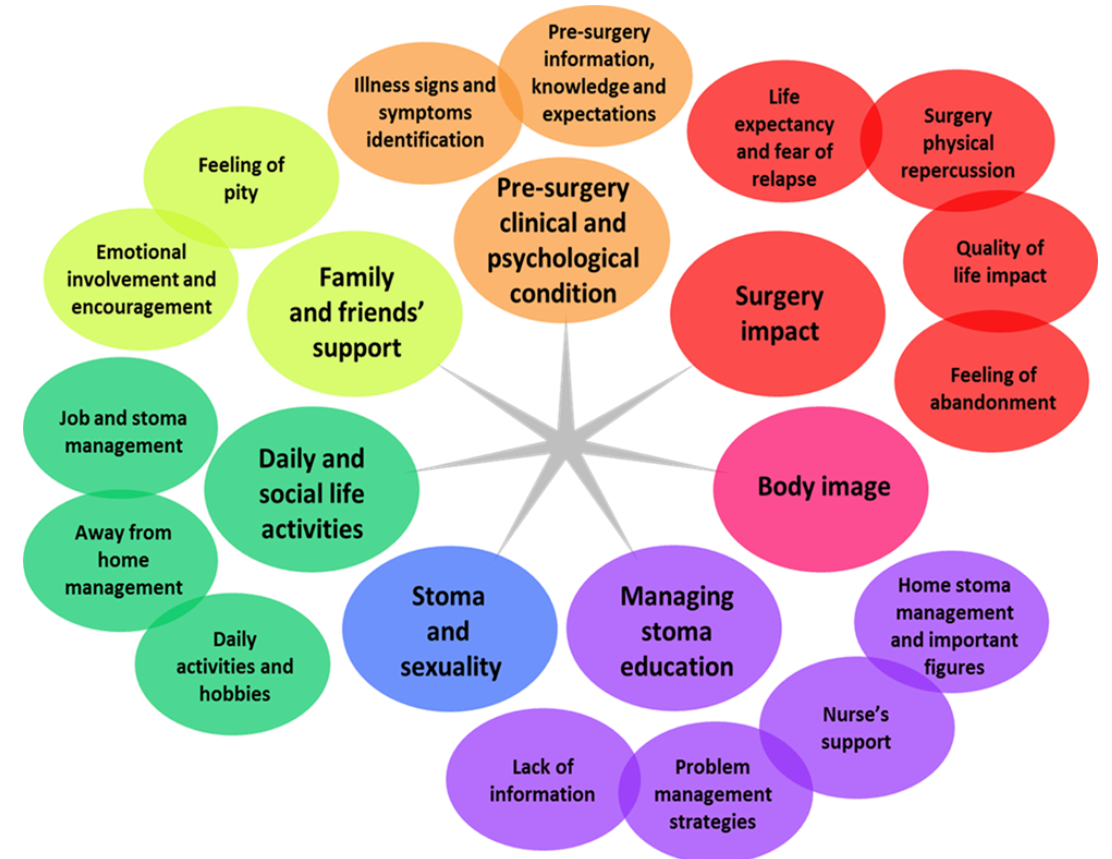 Pre-surgery
information,
knowledge and
expectations
Illness signs and
symptoms
identification
Pre-surgery
clinical and
psychological
condition
Life
expectancy
and fear of
relapse
Surgery
physical
repercussion
Quality of
life impact
Feeling of
abandonment
Surgery
impact
Body image
Home stoma
management
and important
figures
Nurse's
support
Problem
management
strategies
Lack of
information
Managing
stoma
education
Stoma
and
sexuality
Daily and
social life
activities
Job and stoma
management
Away from
home
management
Daily
activities and
hobbies
Family
and friends’
support
Feeling of
pity
Emotional
involvement and
encouragement